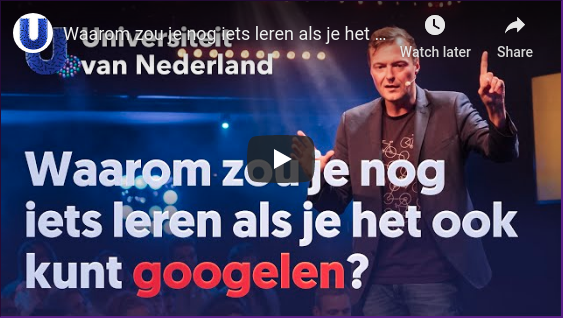 Waarom zou je nog iets leren als je het ...
Watch later
Share
Universiteit
van Nederland
Waarom zou je nog
iets leren als je het ook
kunt googelen?